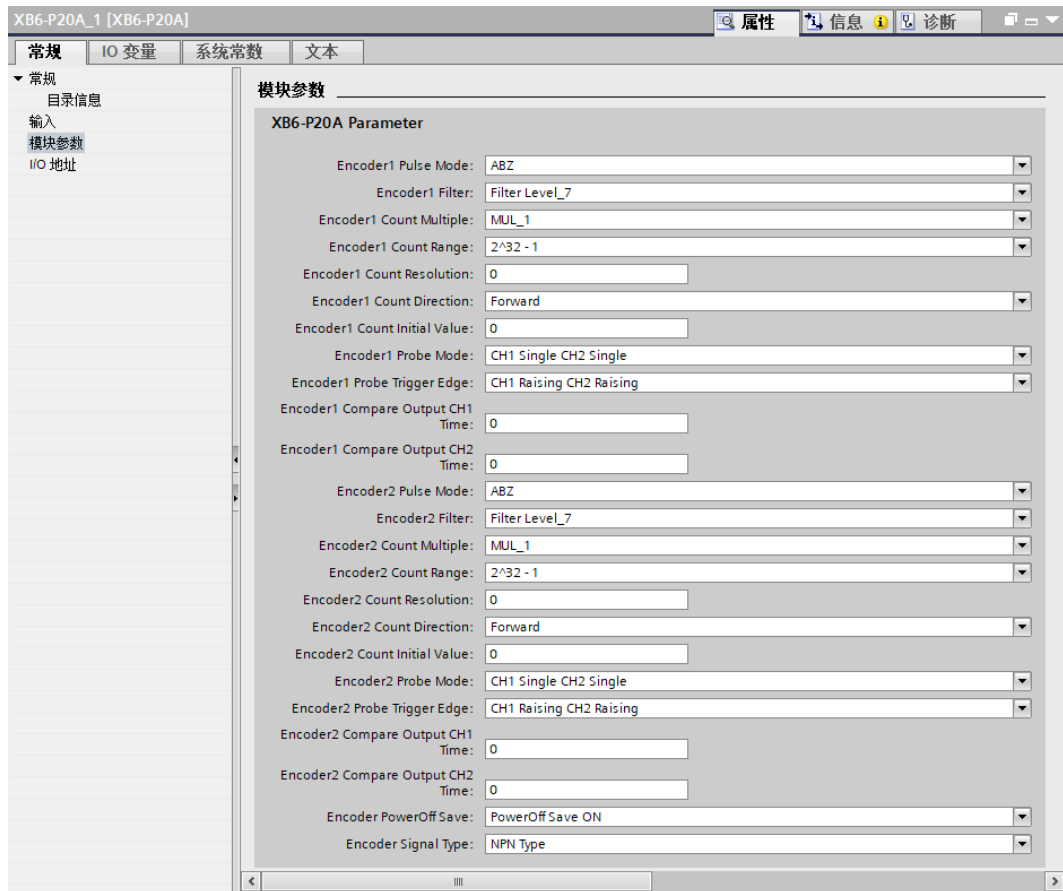 XB6-P20A_1 [XB6-P20A]
属性
信息
诊断
常规
IO 变量
系统常数
文本
常规
目录信息
输入
模块参数
I/O 地址
模块参数
XB6-P20A Parameter
Encoder1 Pulse Mode: ABZ
Encoder1 Filter: Filter Level_7
Encoder1 Count Multiple: MUL_1
Encoder1 Count Range: 2^32 - 1
Encoder1 Count Resolution: 0
Encoder1 Count Direction: Forward
Encoder1 Count Initial Value: 0
Encoder1 Probe Mode: CH1 Single CH2 Single
Encoder1 Probe Trigger Edge: CH1 Raising CH2 Raising
Encoder1 Compare Output CH1
Time: 0
Encoder1 Compare Output CH2
Time: 0
Encoder2 Pulse Mode: ABZ
Encoder2 Filter: Filter Level_7
Encoder2 Count Multiple: MUL_1
Encoder2 Count Range: 2^32 - 1
Encoder2 Count Resolution: 0
Encoder2 Count Direction: Forward
Encoder2 Count Initial Value: 0
Encoder2 Probe Mode: CH1 Single CH2 Single
Encoder2 Probe Trigger Edge: CH1 Raising CH2 Raising
Encoder2 Compare Output CH1
Time: 0
Encoder2 Compare Output CH2
Time: 0
Encoder PowerOff Save: PowerOff Save ON
Encoder Signal Type: NPN Type